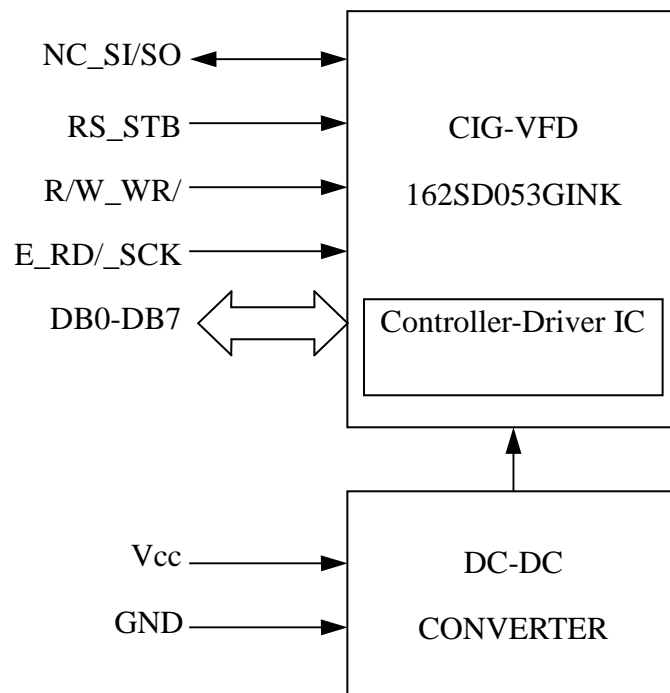 NC_SI/SO
RS_STB
R/W_WR/
E_RD/_SCK
DB0-DB7
CIG-VFD
162SD053GINK
Controller-Driver IC
Vcc
GND
DC-DC
CONVERTER